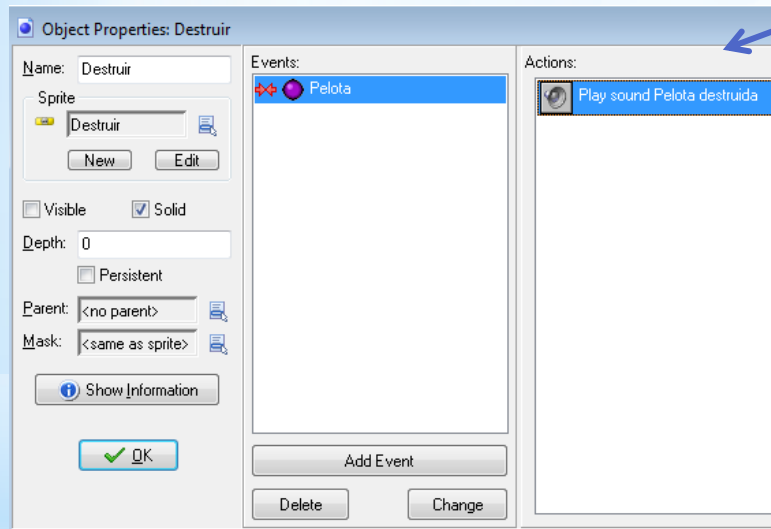 Object Properties: Destruir
Name: Destruir
Sprite
Destruir
New Edit
Visible Solid
Depth: 0
Persistent
Parent: <no parent>
Mask: <same as sprite>
Show Information
OK
Events:
Pelota
Add Event
Delete Change
Actions:
Play sound Pelota destruida